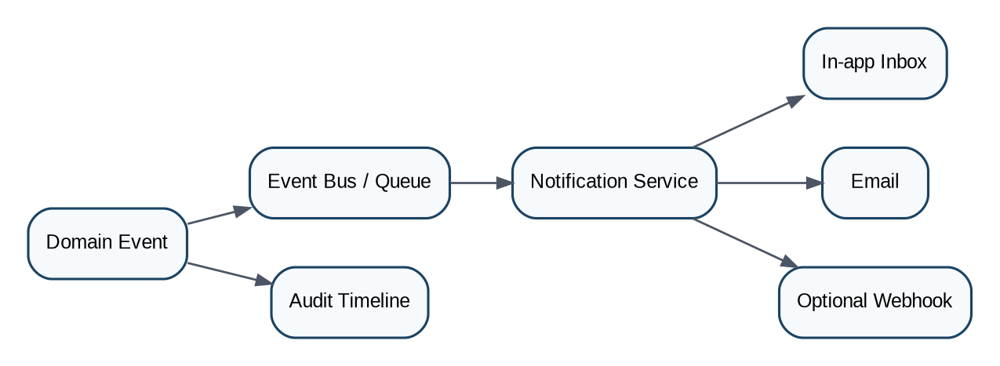 In-app Inbox
Event Bus / Queue
Notification Service
Email
Domain Event
Audit Timeline
Optional Webhook